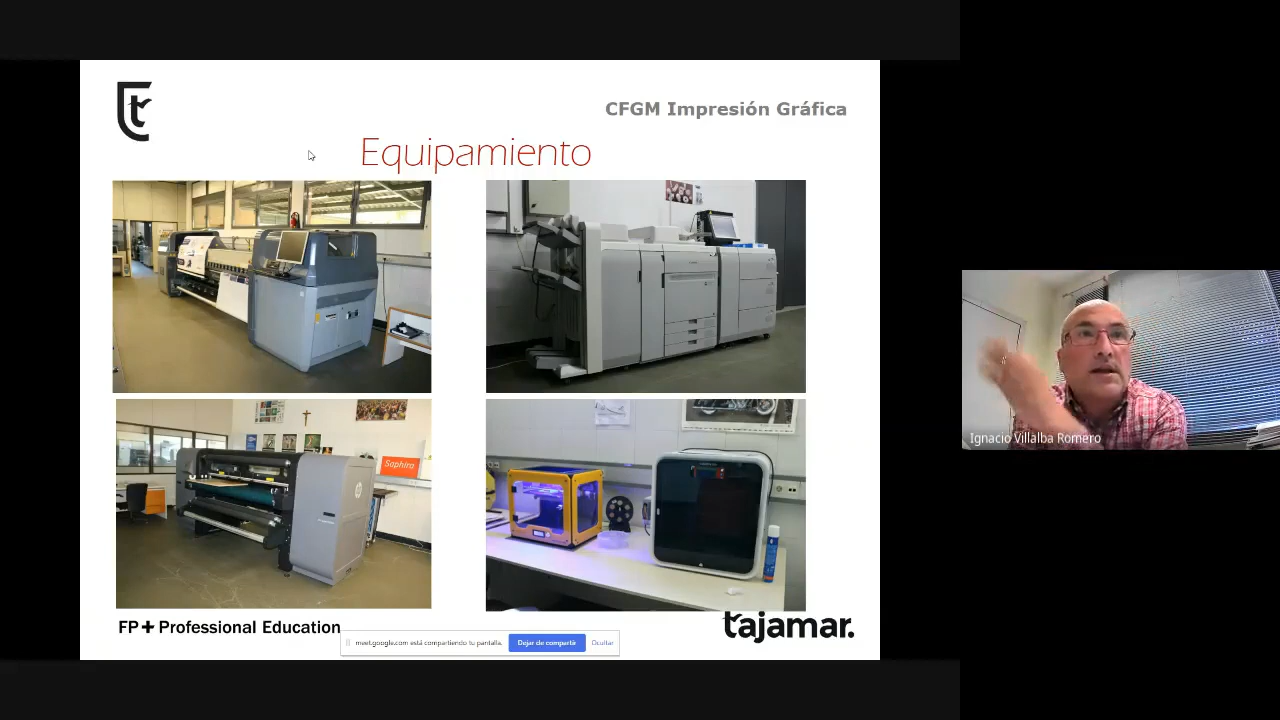 CFGM Impresión Gráfica
Equipamiento
Saphira
hp
FP+ Professional Education
tajamar.
meet.google.com está compartiendo tu pantalla.
Dejar de compartir
Ocultar
Ignacio Villalba Romero